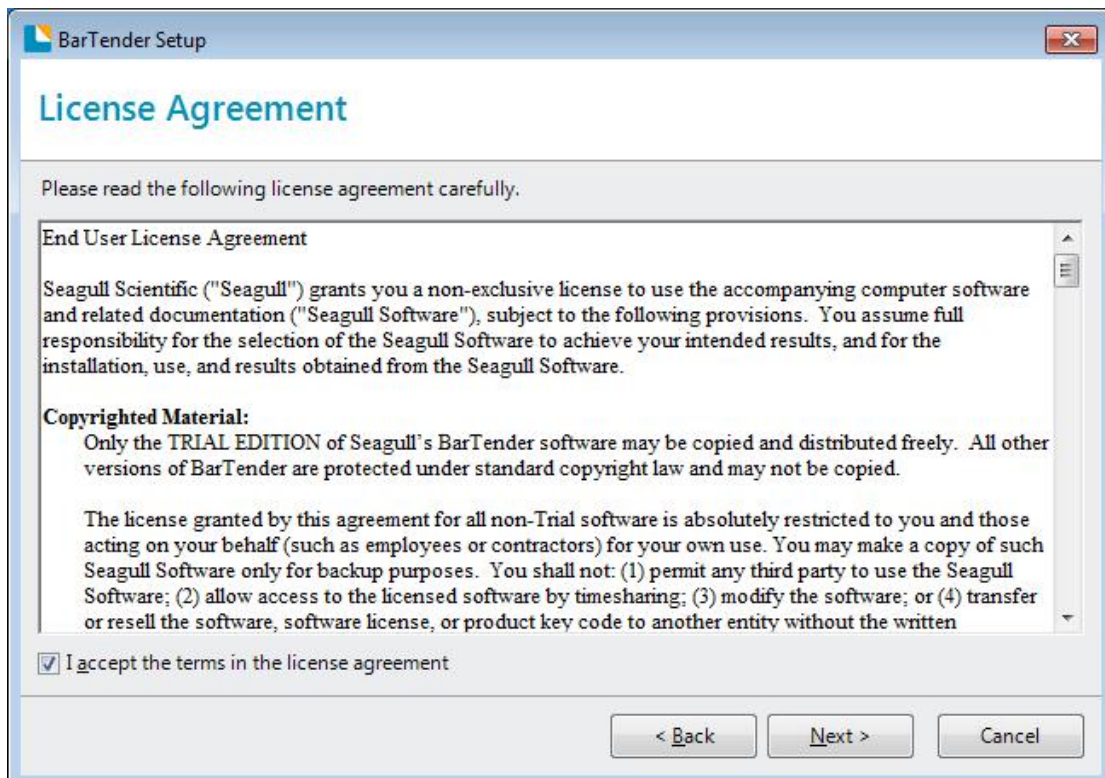 BarTender Setup
License Agreement
Please read the following license agreement carefully.
End User License Agreement
Seagull Scientific ("Seagull") grants you a non-exclusive license to use the accompanying computer software
and related documentation ("Seagull Software"), subject to the following provisions.  You assume full
responsibility for the selection of the Seagull Software to achieve your intended results, and for the
installation, use, and results obtained from the Seagull Software.
Copyrighted Material:
Only the TRIAL EDITION of Seagull’s BarTender software may be copied and distributed freely.  All other
versions of BarTender are protected under standard copyright law and may not be copied.
The license granted by this agreement for all non-Trial software is absolutely restricted to you and those
acting on your behalf (such as employees or contractors) for your own use. You may make a copy of such
Seagull Software only for backup purposes.  You shall not: (1) permit any third party to use the Seagull
Software; (2) allow access to the licensed software by timesharing; (3) modify the software; or (4) transfer
or resell the software, software license, or product key code to another entity without the written
I accept the terms in the license agreement
< Back
Next >
Cancel